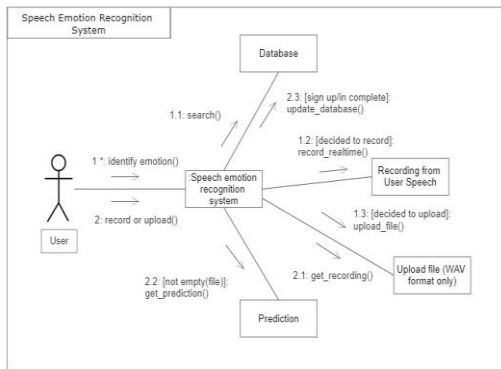 Speech Emotion Recognition
System
Database
2.3: [sign up/in complete]:
update_database()
1.1: search()
1.2: [decided to record]:
record_realtime()
1 *: identify emotion()
Speech emotion
recognition
system
Recording from
User Speech
1.3: [decided to upload]:
upload_file()
2: record or upload()
User
2.1: get_recording()
Upload file (WAV
format only)
2.2: [not empty(file)]:
get_prediction()
Prediction